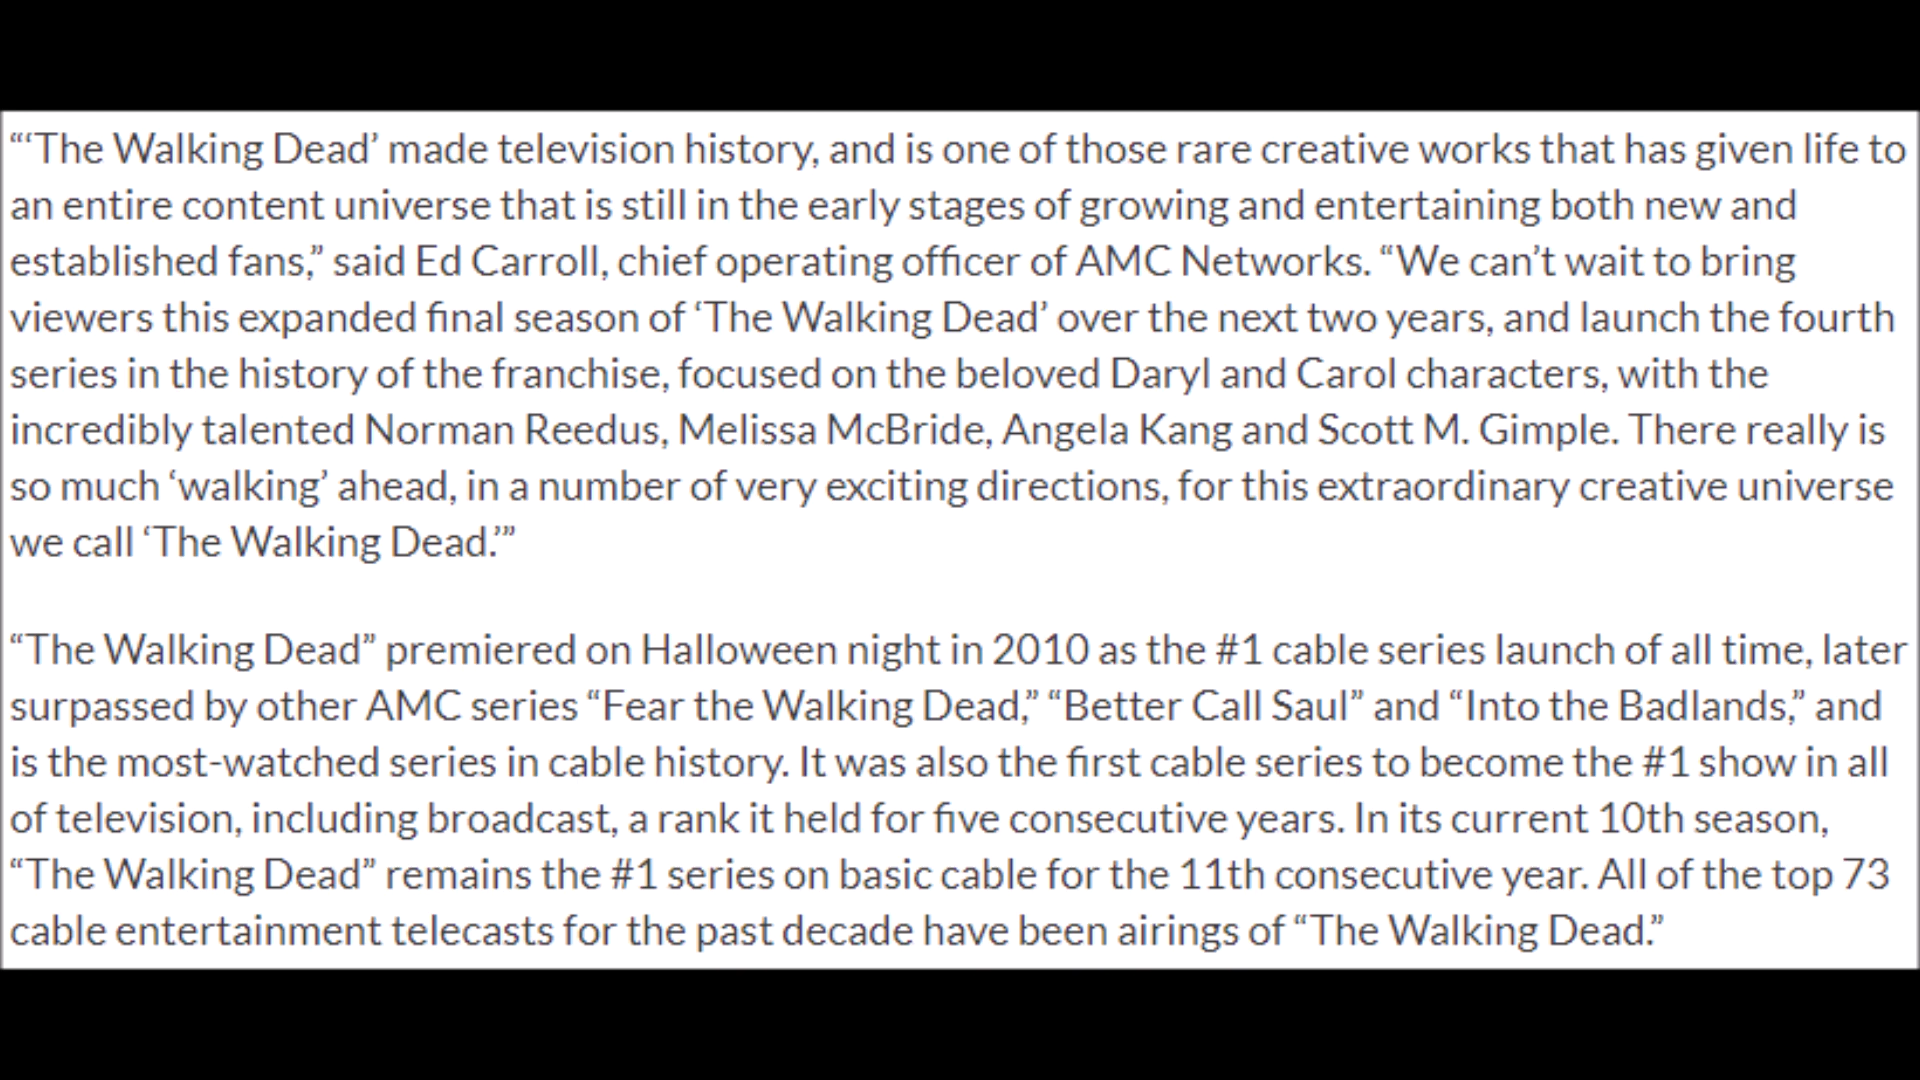 “‘The Walking Dead’ made television history, and is one of those rare creative works that has given life to
an entire content universe that is still in the early stages of growing and entertaining both new and
established fans,” said Ed Carroll, chief operating officer of AMC Networks. “We can’t wait to bring
viewers this expanded final season of ‘The Walking Dead’ over the next two years, and launch the fourth
series in the history of the franchise, focused on the beloved Daryl and Carol characters, with the
incredibly talented Norman Reedus, Melissa McBride, Angela Kang and Scott M. Gimple. There really is
so much ‘walking’ ahead, in a number of very exciting directions, for this extraordinary creative universe
we call ‘The Walking Dead.’”
“The Walking Dead” premiered on Halloween night in 2010 as the #1 cable series launch of all time, later
surpassed by other AMC series “Fear the Walking Dead,” “Better Call Saul” and “Into the Badlands,” and
is the most-watched series in cable history. It was also the first cable series to become the #1 show in all
of television, including broadcast, a rank it held for five consecutive years. In its current 10th season,
“The Walking Dead” remains the #1 series on basic cable for the 11th consecutive year. All of the top 73
cable entertainment telecasts for the past decade have been airings of “The Walking Dead.”